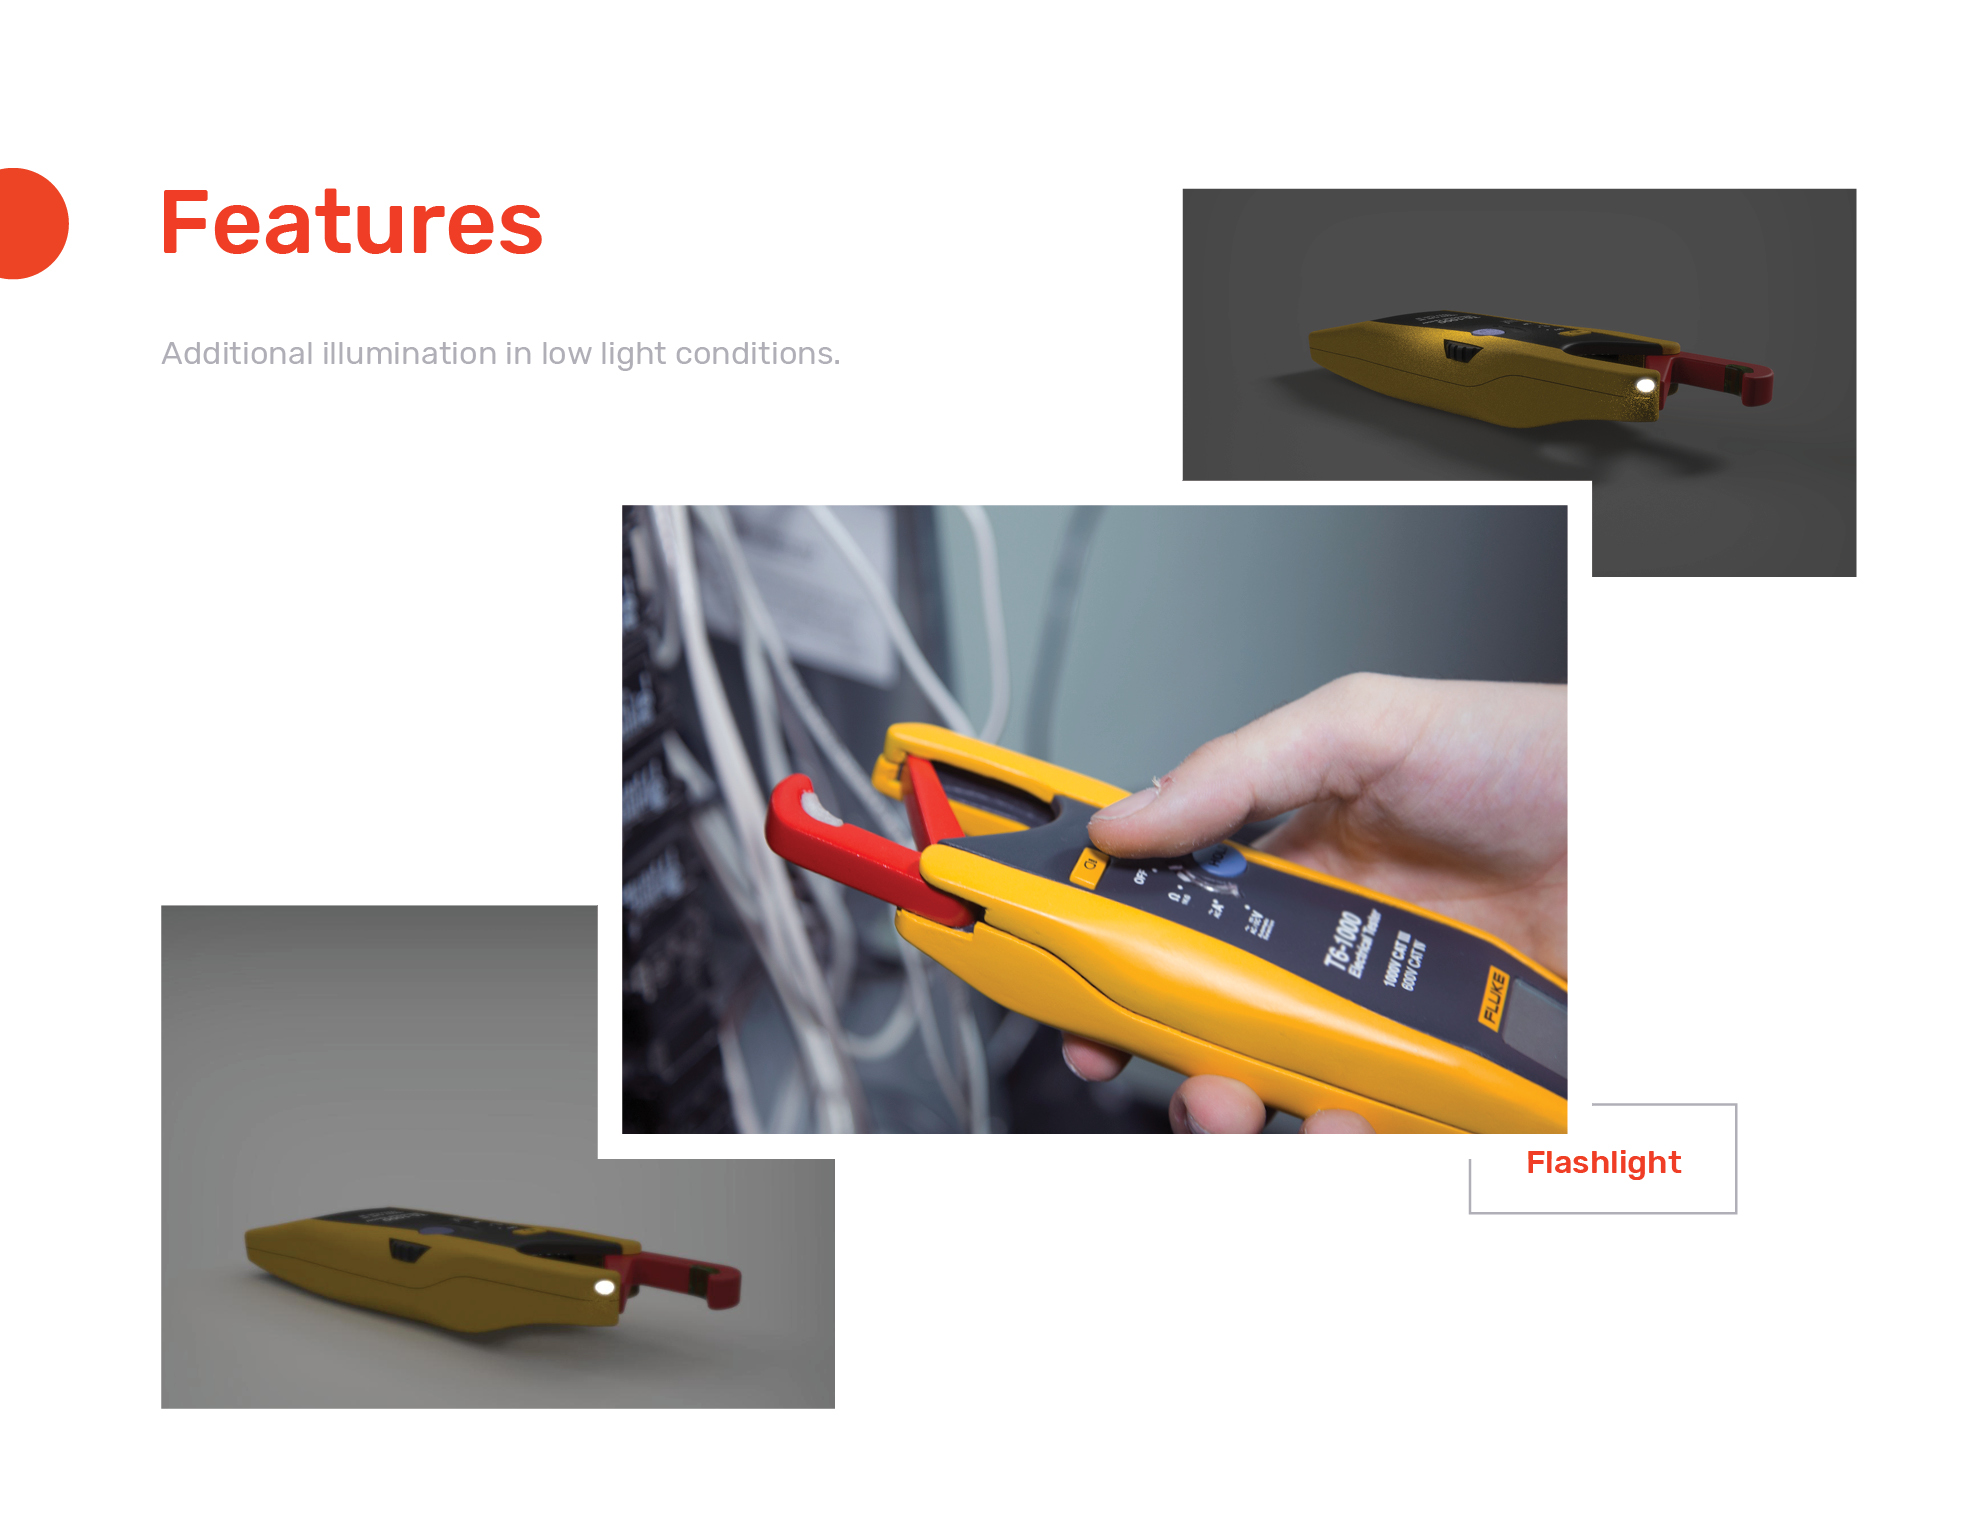 Features
Additional illumination in low light conditions.
OFF
Ω
HOLD
T6-1000
Electrical Tester
1000V CAT III
600V CAT IV
FLUKE
Flashlight